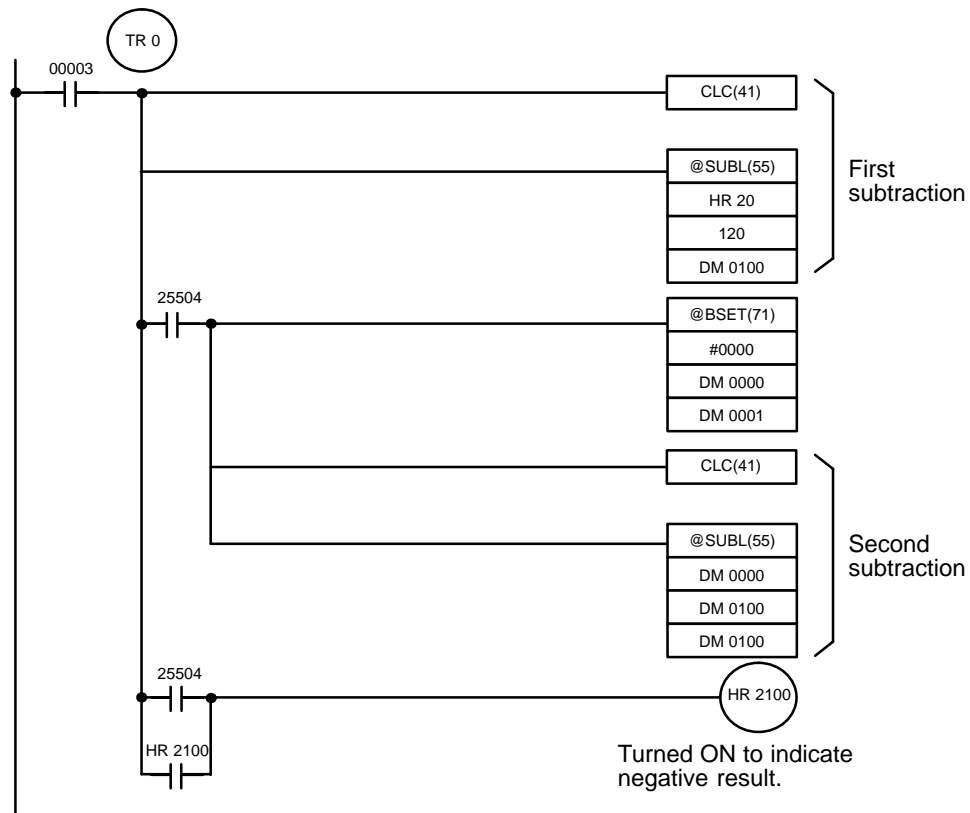 TR 0
00003
CLC(41)
@SUBL(55)
HR 20
120
DM 0100
First
subtraction
25504
@BSET(71)
#0000
DM 0000
DM 0001
CLC(41)
@SUBL(55)
DM 0000
DM 0100
DM 0100
Second
subtraction
25504
HR 2100
HR 2100
Turned ON to indicate
negative result.